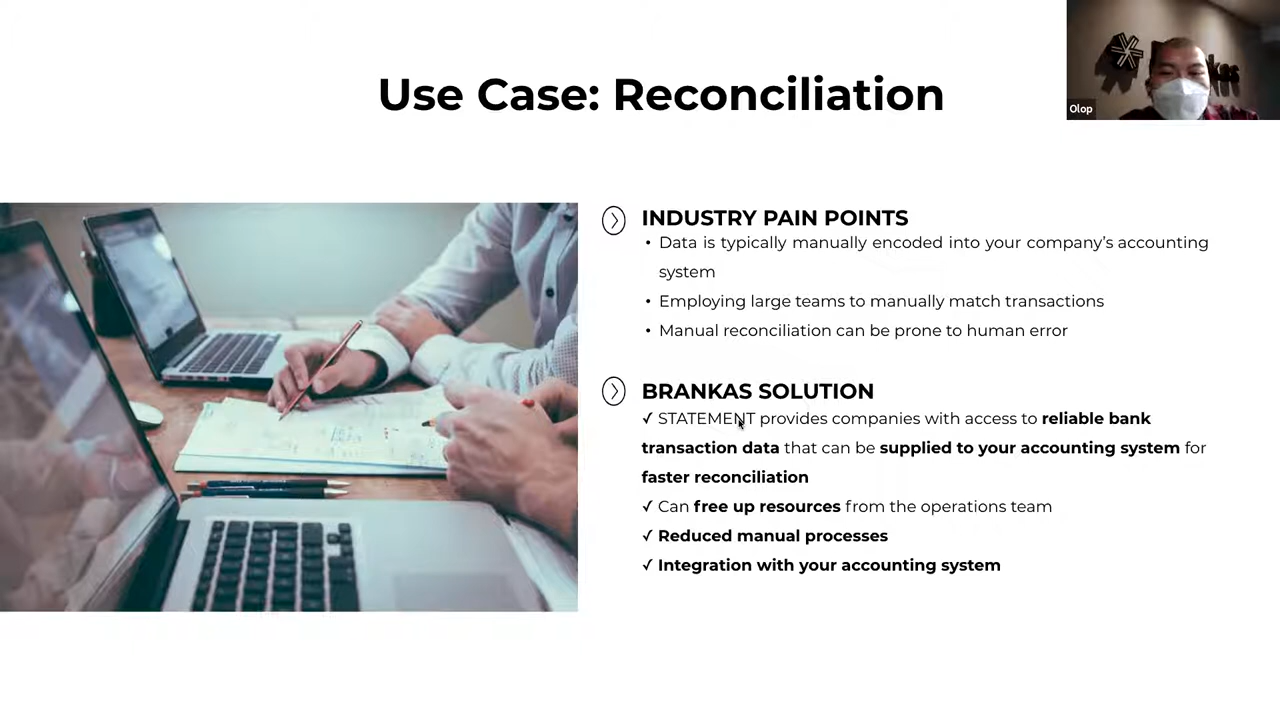 Use Case: Reconciliation
Olop
INDUSTRY PAIN POINTS
• Data is typically manually encoded into your company’s accounting
system
• Employing large teams to manually match transactions
• Manual reconciliation can be prone to human error
BRANKAS SOLUTION
✓ STATEMENT provides companies with access to reliable bank
transaction data that can be supplied to your accounting system for
faster reconciliation
✓ Can free up resources from the operations team
✓ Reduced manual processes
✓ Integration with your accounting system